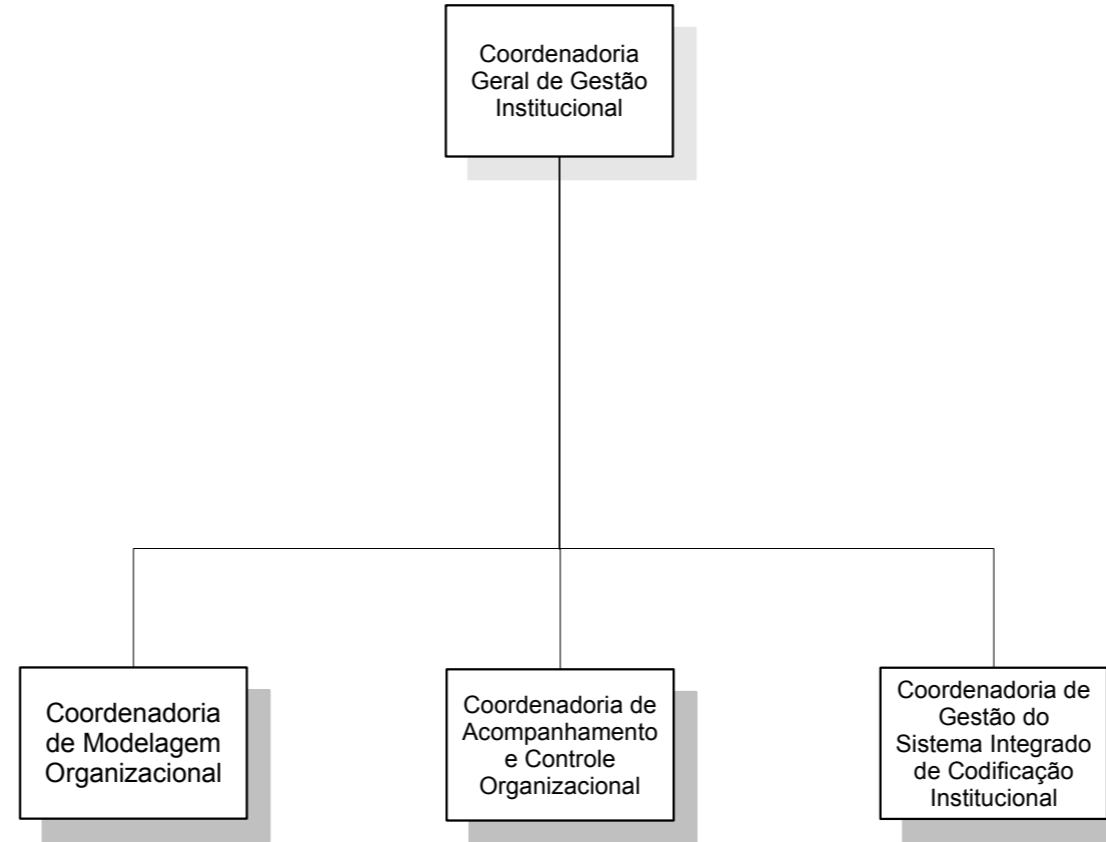 Coordenadoria
Geral de Gestão
Institucional
Coordenadoria
de Modelagem
Organizacional
Coordenadoria de
Acompanhamento
e Controle
Organizacional
Coordenadoria de
Gestão do
Sistema Integrado
de Codificação
Institucional